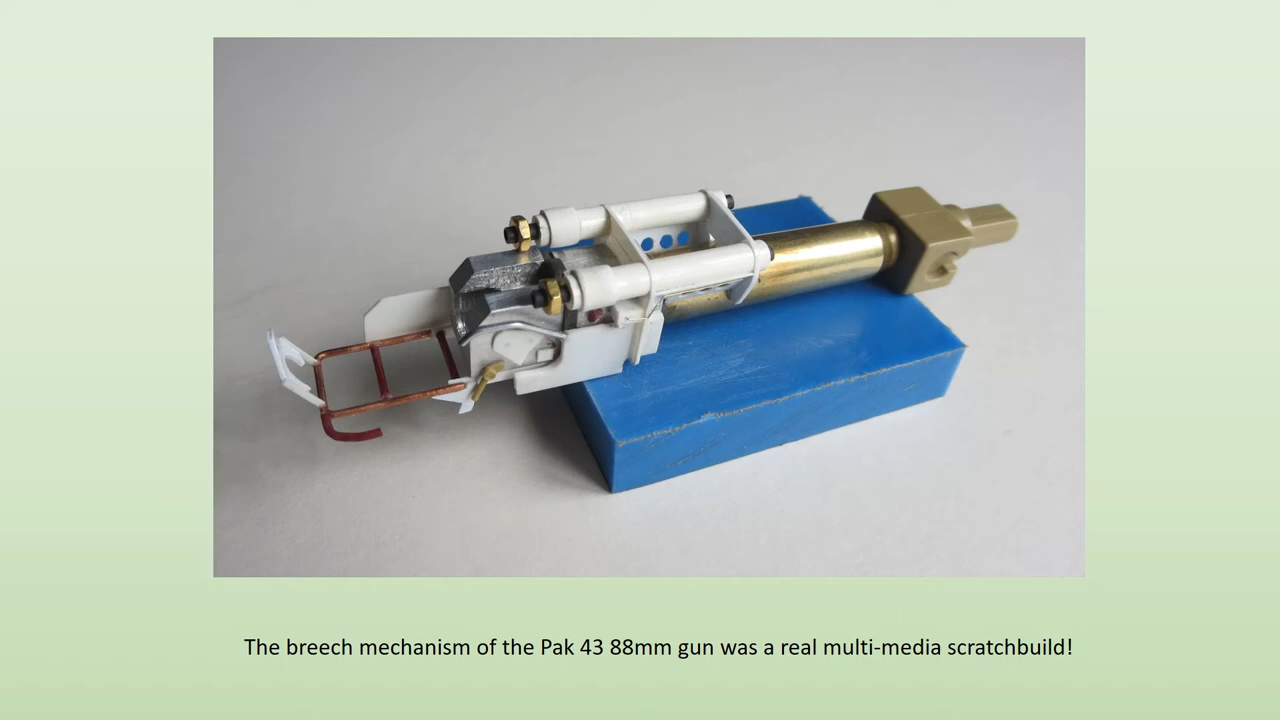 The breech mechanism of the Pak 43 88mm gun was a real multi-media scratchbuild!